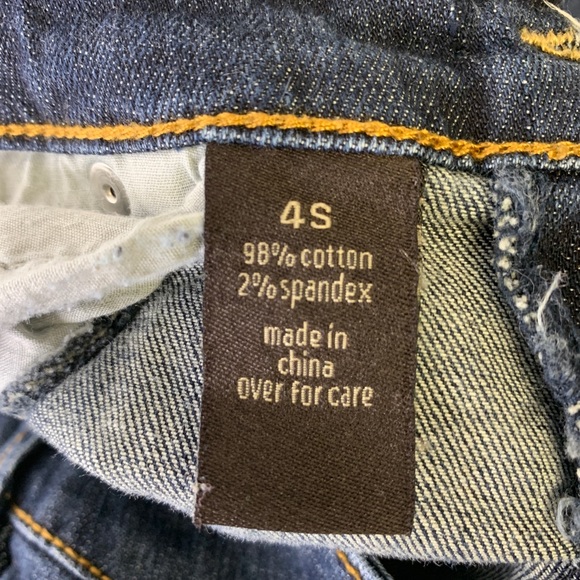 4S
98% cotton
2% spandex
made in
china
over for care